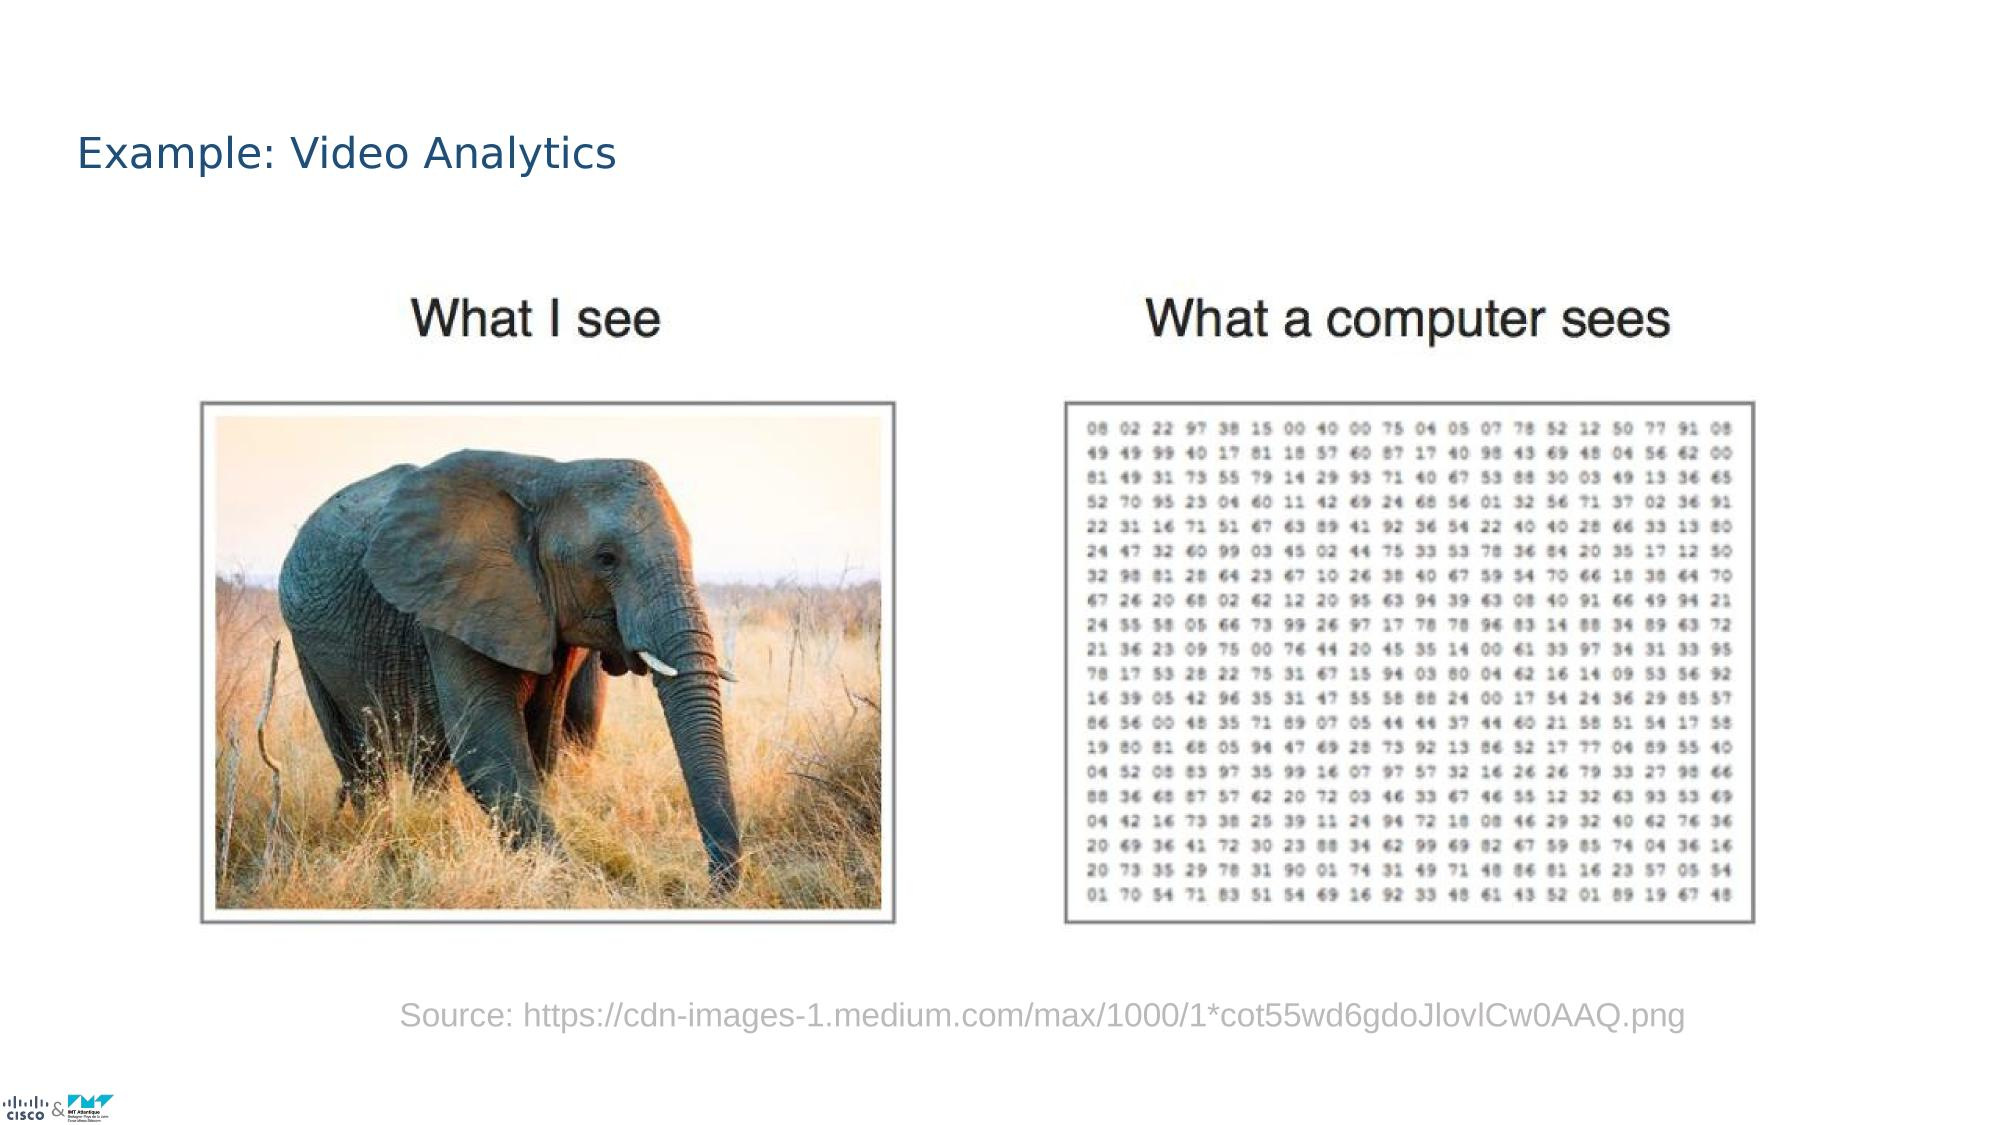 Example: Video Analytics
What I see
What a computer sees
08 02 22 97 38 15 00 40 00 75 04 05 07 78 52 12 50 77 91 08
49 49 99 40 17 81 18 57 60 87 17 40 98 43 69 48 04 56 62 00
81 49 31 73 55 79 14 29 93 71 40 67 53 88 30 03 49 13 36 65
52 70 95 23 04 60 11 42 69 24 68 56 01 32 56 71 37 02 36 91
22 31 16 71 51 67 63 89 41 92 36 54 22 40 40 28 66 33 13 80
24 47 32 60 99 03 45 02 44 75 33 53 78 36 84 20 35 17 12 50
32 98 81 28 64 23 67 10 26 38 40 67 59 54 70 66 18 38 64 70
67 26 20 68 02 62 12 20 95 63 94 39 63 08 40 91 66 49 94 21
24 55 58 05 66 73 99 26 97 17 78 78 96 83 14 88 34 89 63 72
21 36 23 09 75 00 76 44 20 45 35 14 00 61 33 97 34 31 33 95
78 17 53 28 22 75 31 67 15 94 03 80 04 62 16 14 09 53 56 92
16 39 05 42 96 35 31 47 55 58 88 24 00 17 54 24 36 29 85 57
86 56 00 48 35 71 89 07 05 44 44 37 44 60 21 58 51 54 17 58
19 80 81 68 05 94 47 69 28 73 92 13 86 52 17 77 04 89 55 40
04 52 08 83 97 35 99 16 07 97 57 32 16 26 26 79 33 27 98 66
88 36 68 87 57 62 20 72 03 46 33 67 46 55 12 32 63 93 53 69
04 42 16 73 38 25 39 11 24 94 72 18 08 46 29 32 40 62 76 36
20 69 36 41 72 30 23 88 34 62 99 69 82 67 59 85 74 04 36 16
20 73 35 29 78 31 90 01 74 31 49 71 48 86 81 16 23 57 05 54
01 70 54 71 83 51 54 69 16 92 33 48 61 43 52 01 89 19 67 48
Source: https://cdn-images-1.medium.com/max/1000/1*cot55wd6gdoJlovlCw0AAQ.png
CISCO & IMT Atlantique